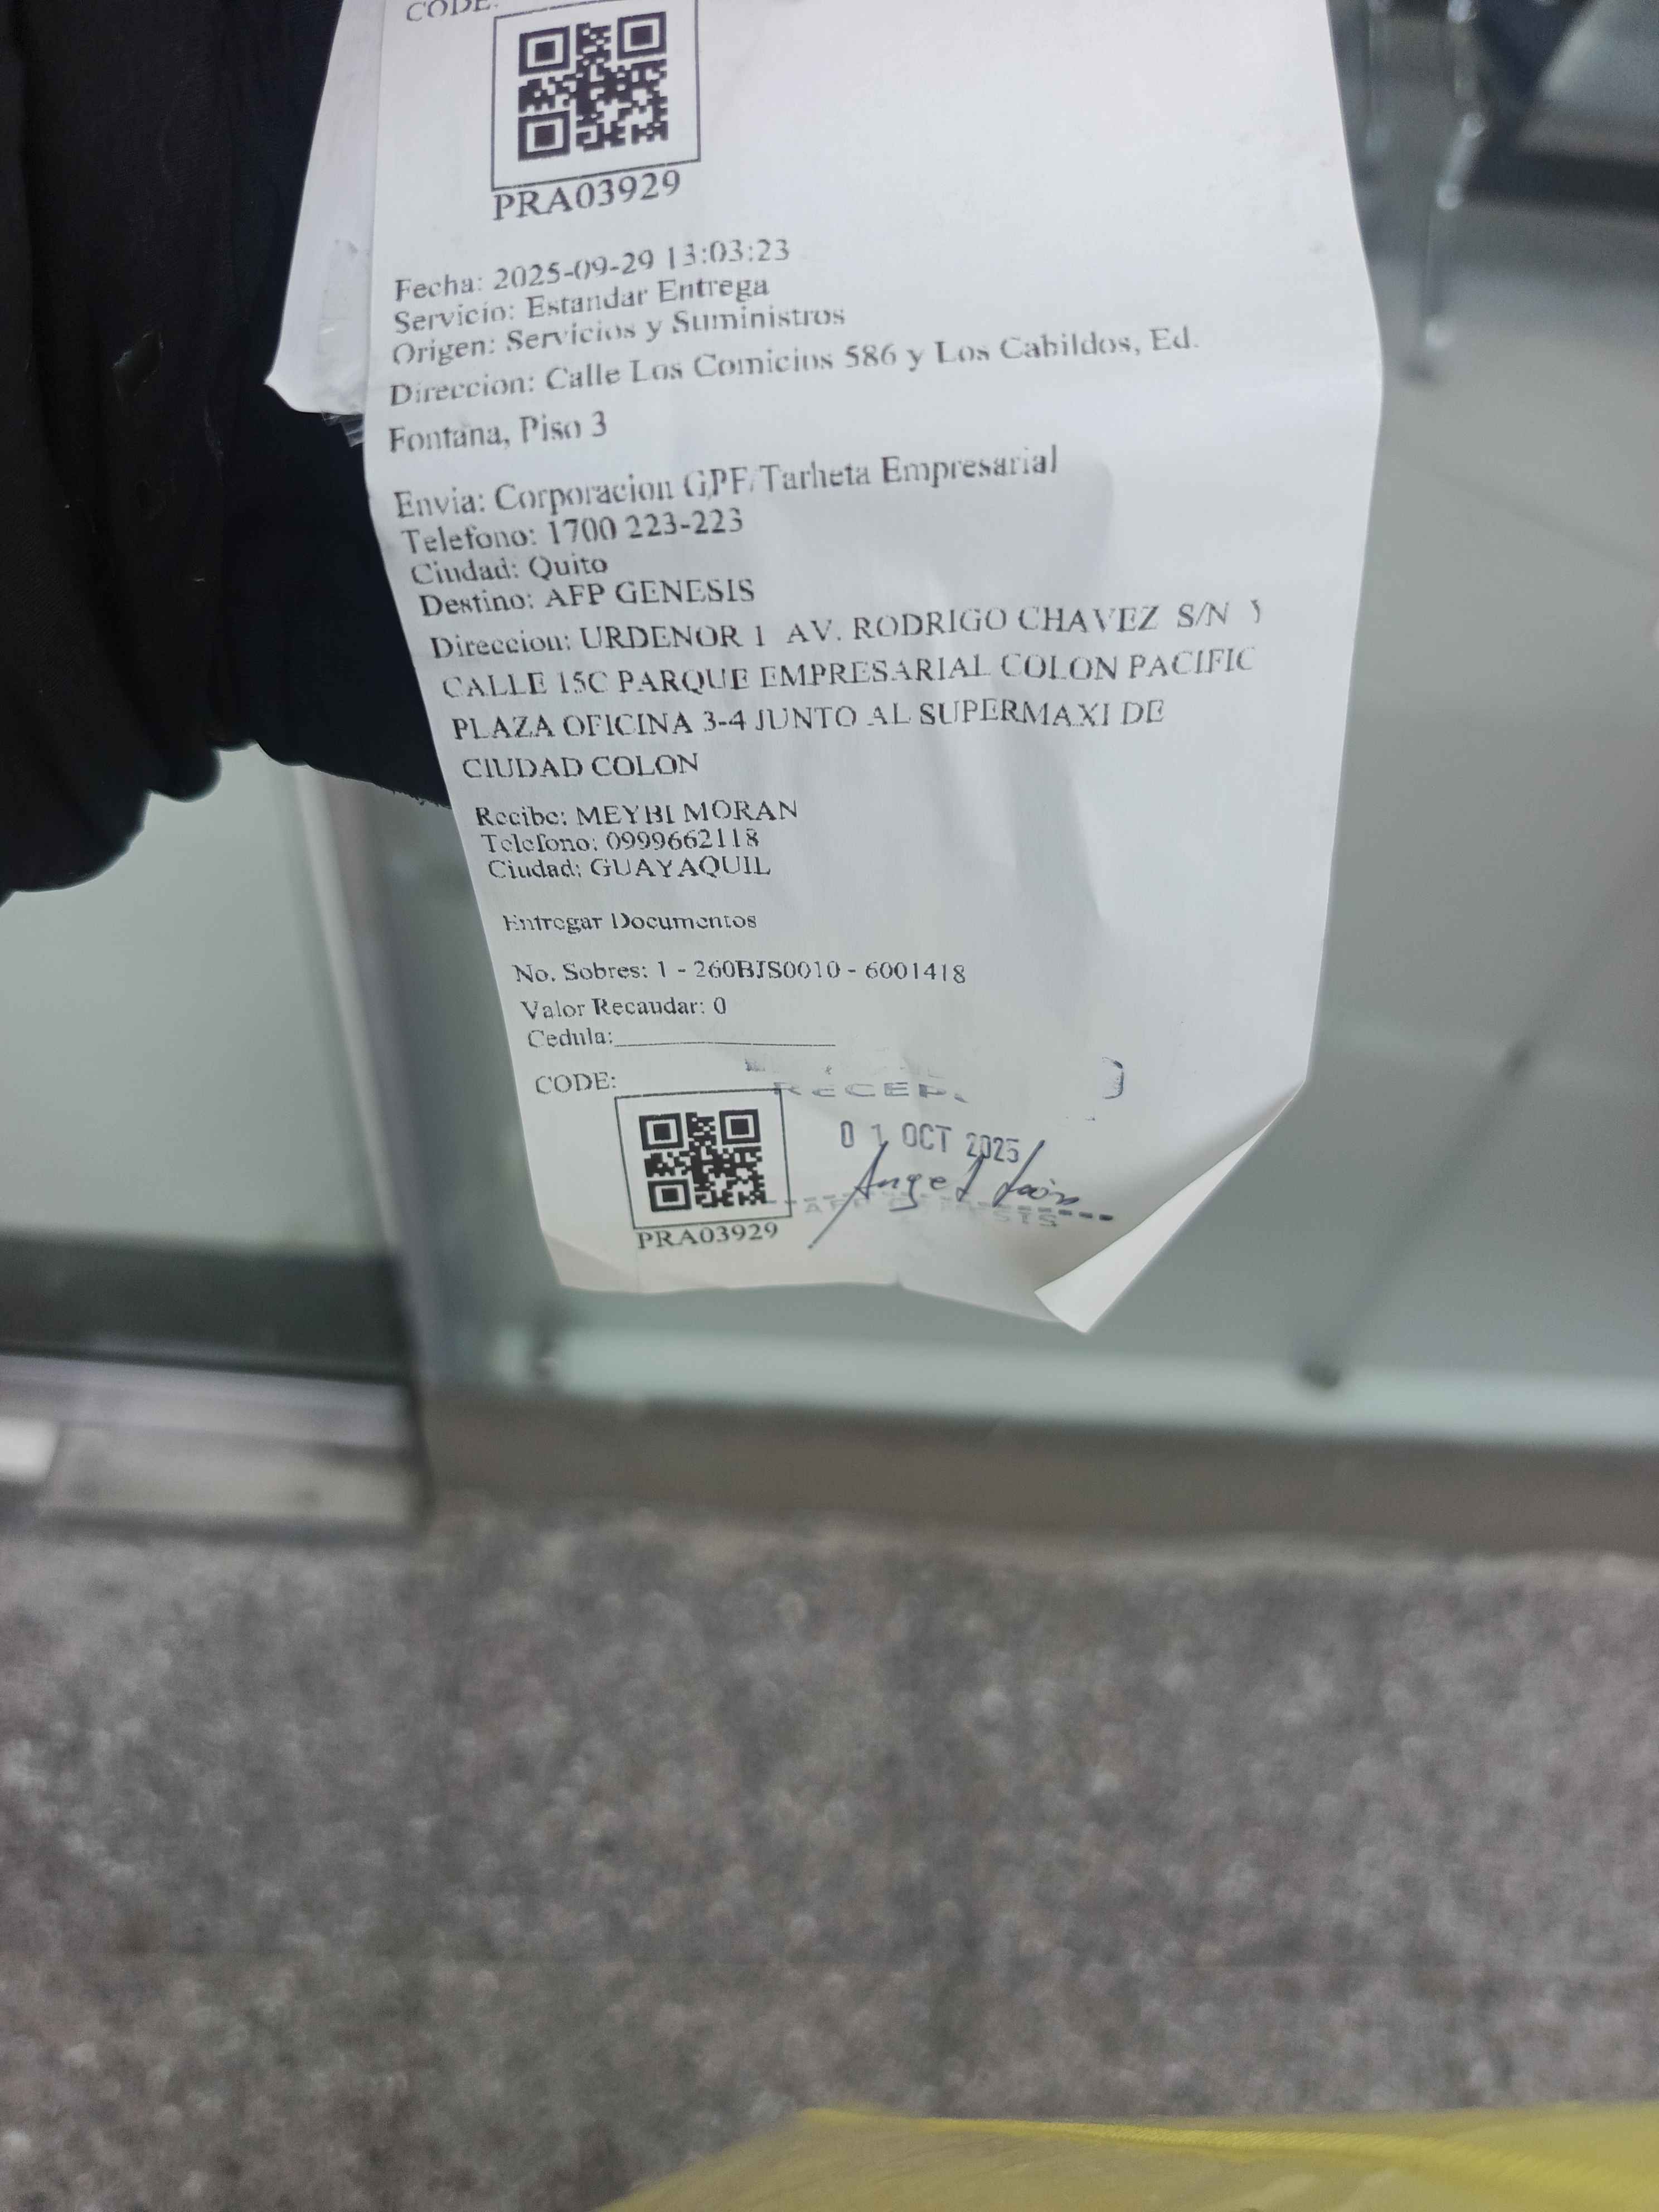 CODE:
PRA03929
Fecha: 2025-09-29 13:03:23
Servicio: Estandar Entrega
Origen: Servicios y Suministros
Direccion: Calle Los Comicios 586 y Los Cabildos, Ed.
Fontana, Piso 3
Envia: Corporacion GPF/Tarheta Empresarial
Telefono: 1700 223-223
Ciudad: Quito
Destino: AFP GENESIS
Direccion: URDENOR 1 AV. RODRIGO CHAVEZ S/N
CALLE 15C PARQUE EMPRESARIAL COLON PACIFIC
PLAZA OFICINA 3-4 JUNTO AL SUPERMAXI DE
CIUDAD COLON
Recibe: MEYBI MORAN
Telefono: 0999662118
Ciudad: GUAYAQUIL
Entregar Documentos
No. Sobres: 1 - 260BJS0010 - 6001418
Valor Recaudar: 0
Cedula:
CODE:
01 OCT 2025
Angel
PRA03929